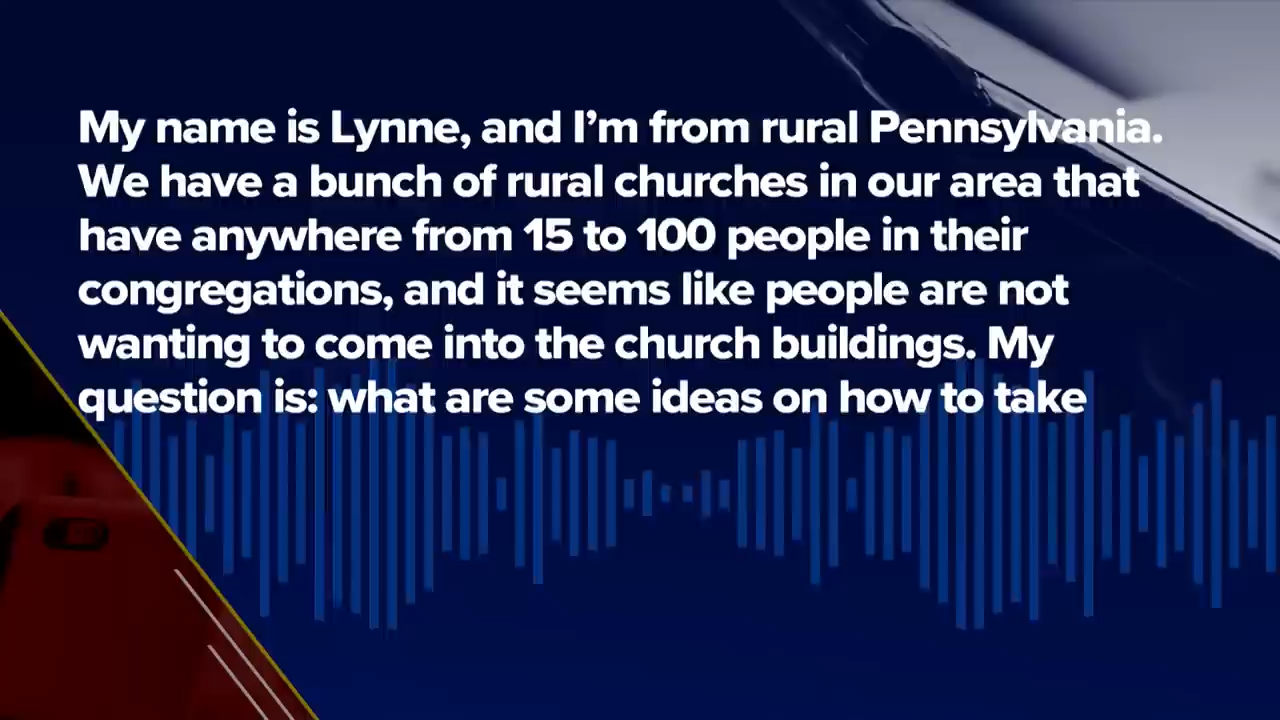 My name is Lynne, and I’m from rural Pennsylvania.
We have a bunch of rural churches in our area that
have anywhere from 15 to 100 people in their
congregations, and it seems like people are not
wanting to come into the church buildings. My
question is: what are some ideas on how to take